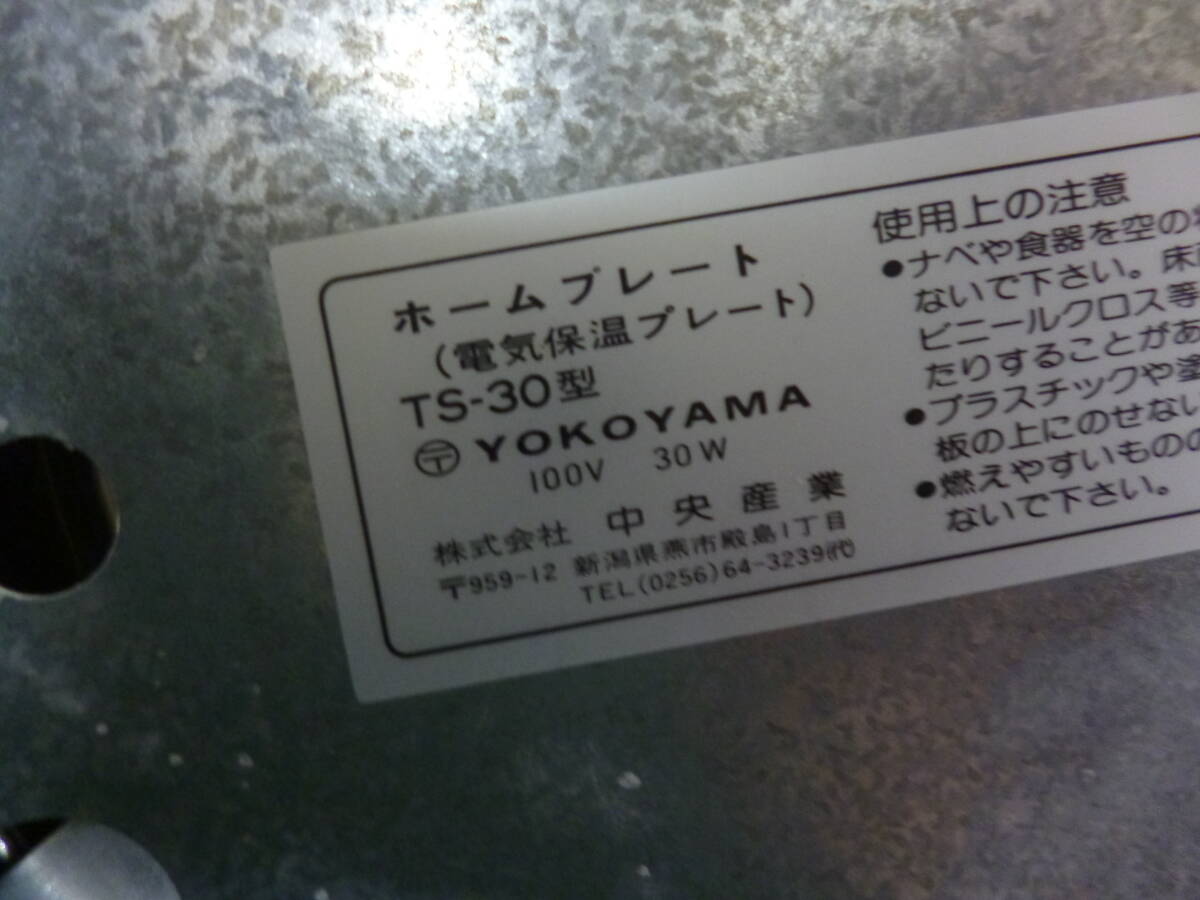 ホームプレート
(電気保温プレート)
TS-30型
〶 YOKOYAMA
100V 30W
株式会社 中央産業
〒959-12 新潟県燕市殿島1丁目
TEL(0256)64-3239㈹
使用上の注意
●ナベや食器を空の
ないで下さい。床
ビニールクロス等
たりすることがあ
●プラスチックや塗
板の上にのせない
●燃えやすいものの
ないで下さい。